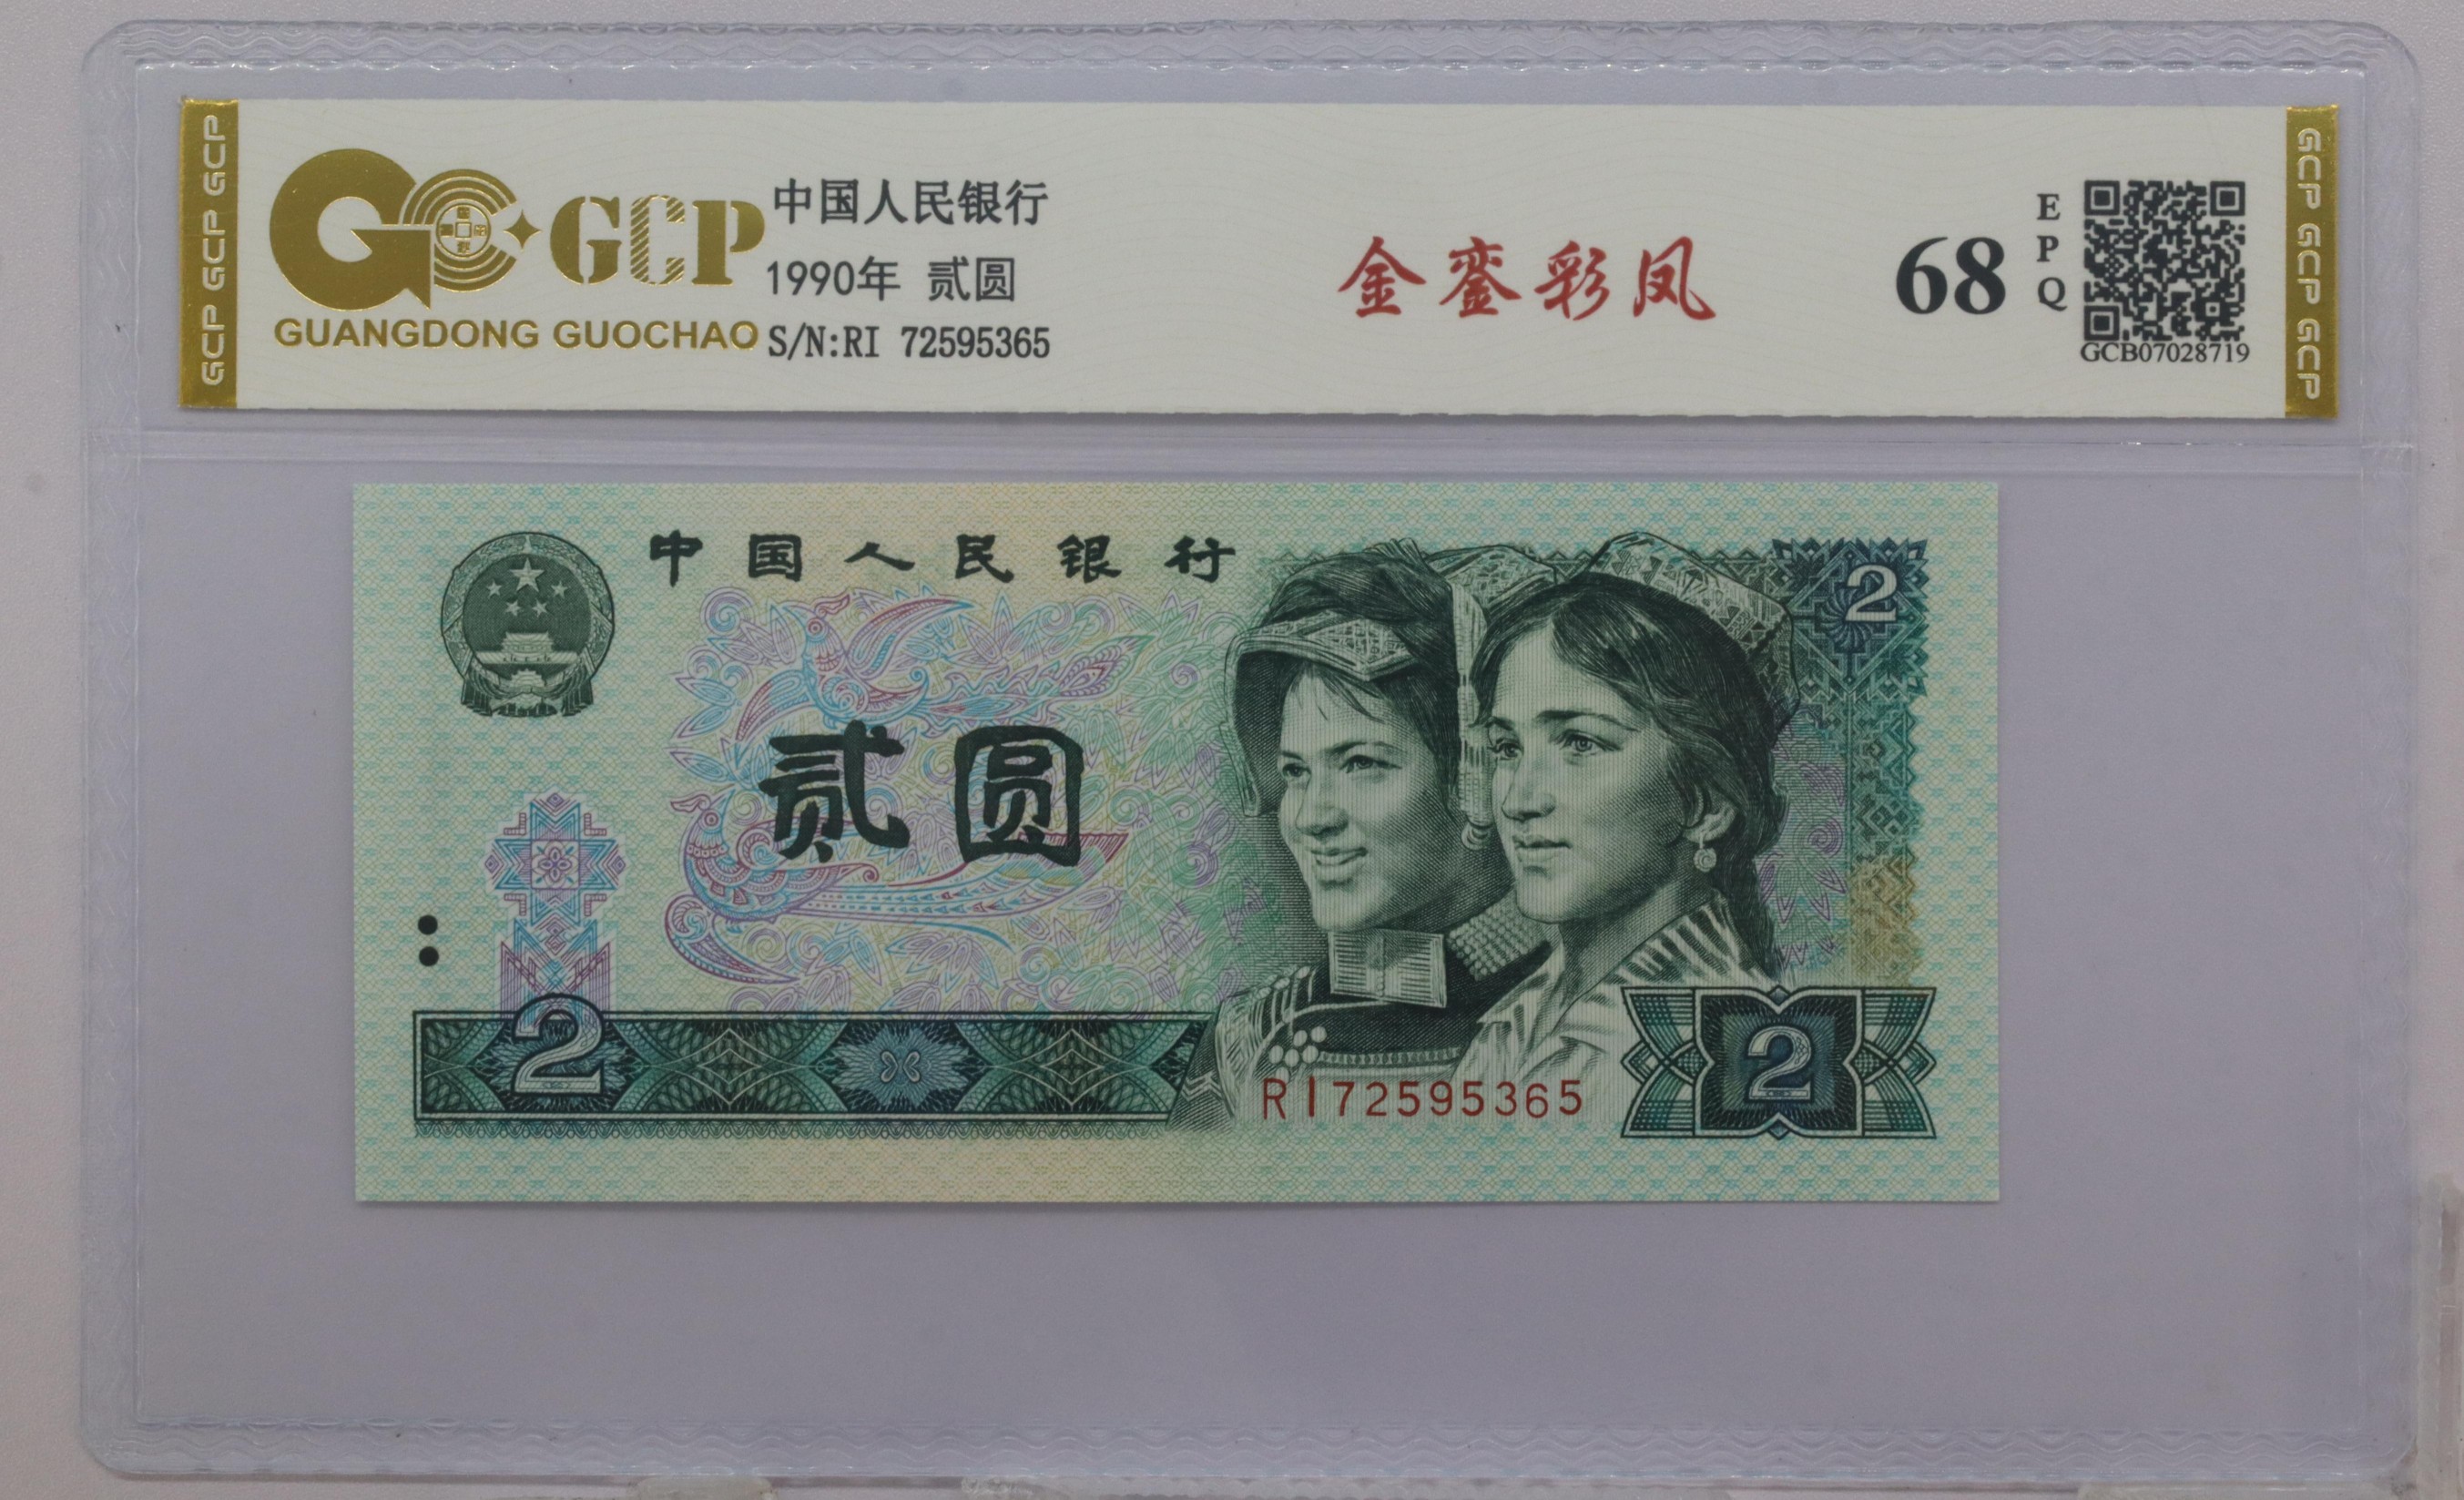 GCP GCP GCP
GCP
GUANGDONG GUOCHAO
中国人民银行
1990年 贰圆
S/N:RI 72595365
金銮彩凤
68
EPQ
GCB07028719
GCP GCP GCP
中国人民银行
2
贰圆
2
RI72595365
2